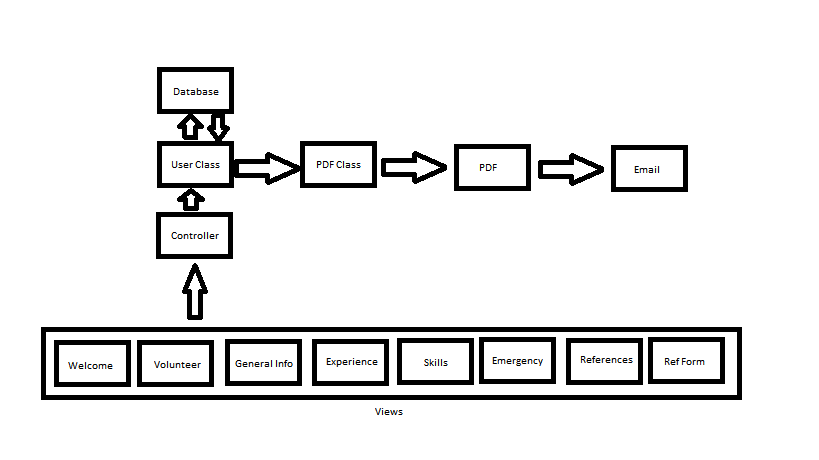 Database
User Class
PDF Class
PDF
Email
Controller
Welcome
Volunteer
General Info
Experience
Skills
Emergency
References
Ref Form
Views